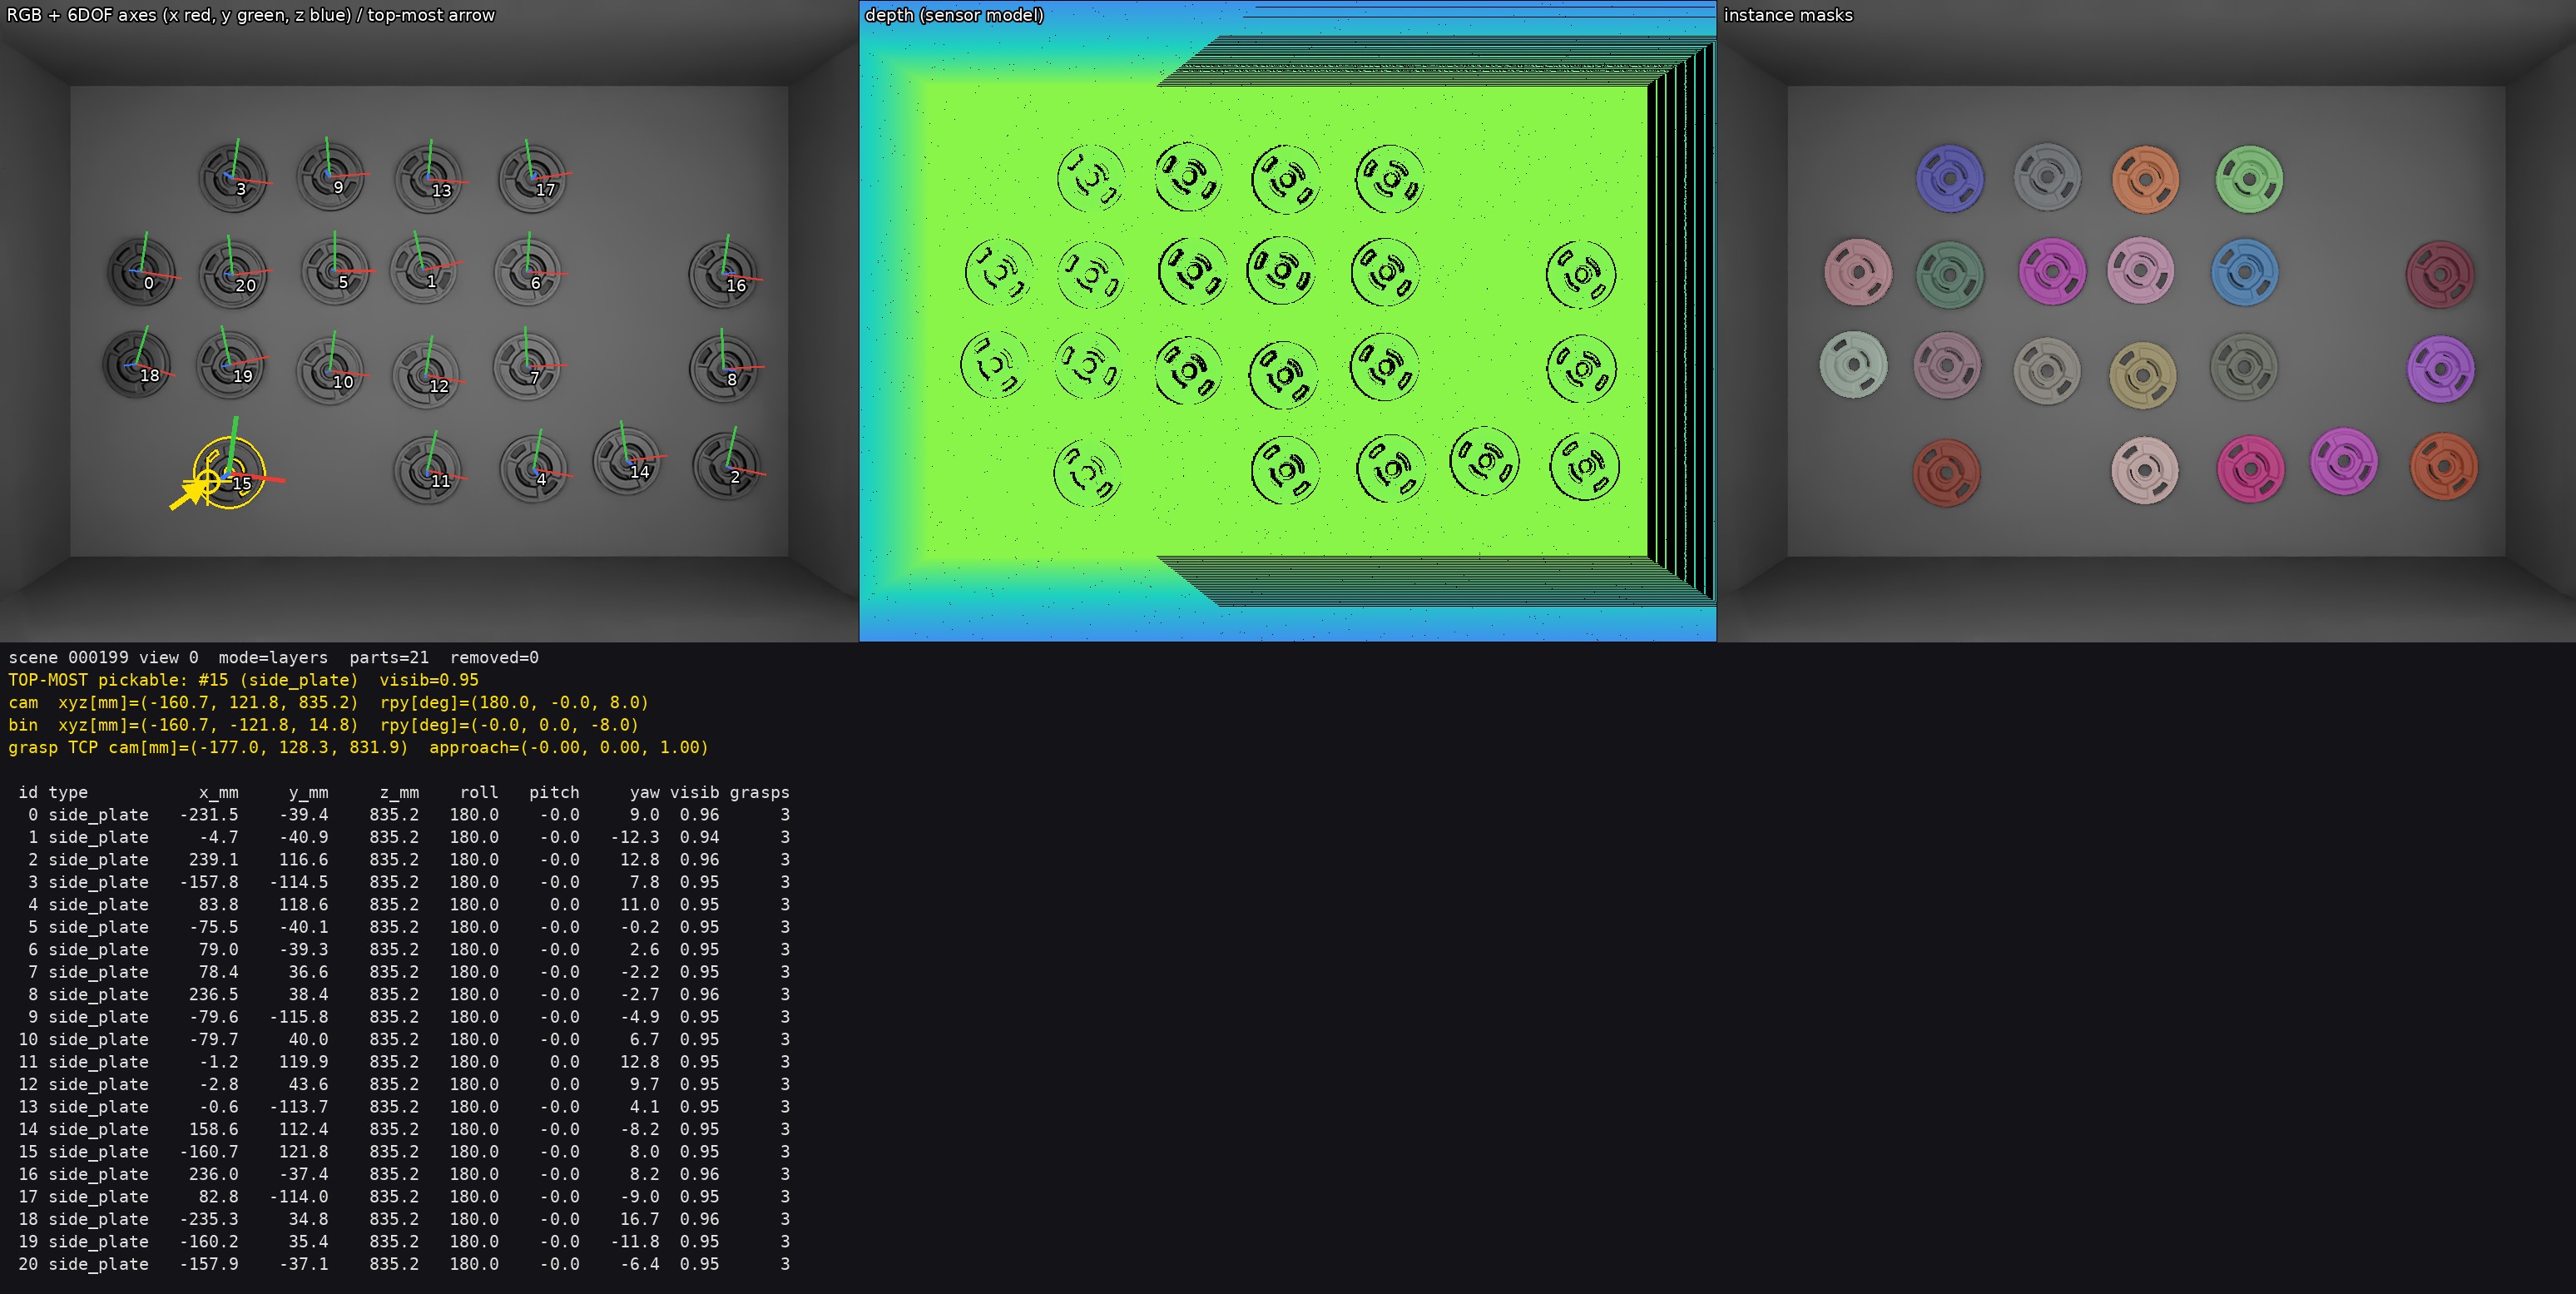 RGB + 6DOF axes (x red, y green, z blue) / top-most arrow
depth (sensor model)
instance masks
3
9
13
17
0
20
5
1
6
16
18
19
10
12
7
8
15
11
4
14
2
scene 000199 view 0  mode=layers  parts=21  removed=0
TOP-MOST pickable: #15 (side_plate)  visib=0.95
cam  xyz[mm]=(-160.7, 121.8, 835.2)  rpy[deg]=(180.0, -0.0, 8.0)
bin  xyz[mm]=(-160.7, -121.8, 14.8)  rpy[deg]=(-0.0, 0.0, -8.0)
grasp TCP cam[mm]=(-177.0, 128.3, 831.9)  approach=(-0.00, 0.00, 1.00)
id type x_mm y_mm z_mm roll pitch yaw visib grasps
0 side_plate -231.5 -39.4 835.2 180.0 -0.0 9.0 0.96 3
1 side_plate -4.7 -40.9 835.2 180.0 -0.0 -12.3 0.94 3
2 side_plate 239.1 116.6 835.2 180.0 -0.0 12.8 0.96 3
3 side_plate -157.8 -114.5 835.2 180.0 -0.0 7.8 0.95 3
4 side_plate 83.8 118.6 835.2 180.0 0.0 11.0 0.95 3
5 side_plate -75.5 -40.1 835.2 180.0 -0.0 -0.2 0.95 3
6 side_plate 79.0 -39.3 835.2 180.0 -0.0 2.6 0.95 3
7 side_plate 78.4 36.6 835.2 180.0 -0.0 -2.2 0.95 3
8 side_plate 236.5 38.4 835.2 180.0 -0.0 -2.7 0.96 3
9 side_plate -79.6 -115.8 835.2 180.0 -0.0 -4.9 0.95 3
10 side_plate -79.7 40.0 835.2 180.0 -0.0 6.7 0.95 3
11 side_plate -1.2 119.9 835.2 180.0 0.0 12.8 0.95 3
12 side_plate -2.8 43.6 835.2 180.0 0.0 9.7 0.95 3
13 side_plate -0.6 -113.7 835.2 180.0 -0.0 4.1 0.95 3
14 side_plate 158.6 112.4 835.2 180.0 -0.0 -8.2 0.95 3
15 side_plate -160.7 121.8 835.2 180.0 -0.0 8.0 0.95 3
16 side_plate 236.0 -37.4 835.2 180.0 -0.0 8.2 0.96 3
17 side_plate 82.8 -114.0 835.2 180.0 -0.0 -9.0 0.95 3
18 side_plate -235.3 34.8 835.2 180.0 -0.0 16.7 0.96 3
19 side_plate -160.2 35.4 835.2 180.0 -0.0 -11.8 0.95 3
20 side_plate -157.9 -37.1 835.2 180.0 -0.0 -6.4 0.95 3